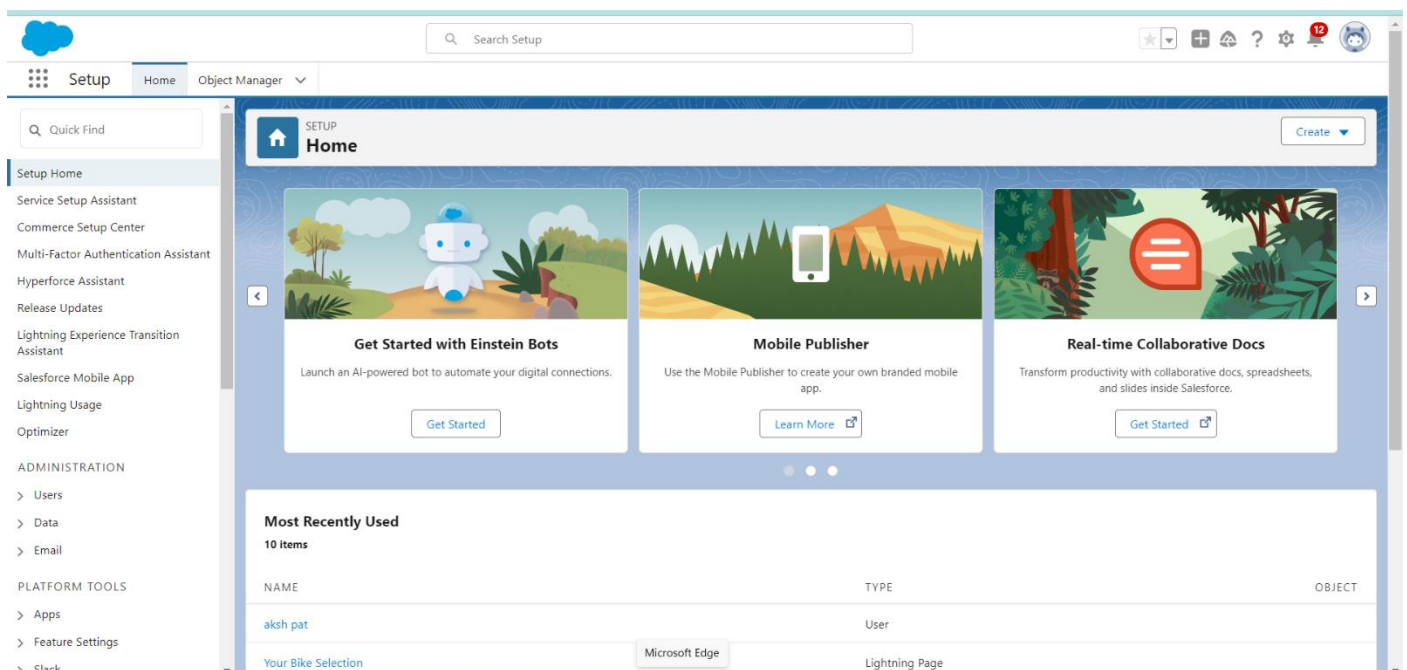 Search Setup
12
Setup
Home
Object Manager
Quick Find
Setup Home
Service Setup Assistant
Commerce Setup Center
Multi-Factor Authentication Assistant
Hyperforce Assistant
Release Updates
Lightning Experience Transition
Assistant
Salesforce Mobile App
Lightning Usage
Optimizer
ADMINISTRATION
Users
Data
Email
PLATFORM TOOLS
Apps
Feature Settings
Slack
SETUP
Home
Create
Get Started with Einstein Bots
Launch an AI-powered bot to automate your digital connections.
Get Started
Mobile Publisher
Use the Mobile Publisher to create your own branded mobile
app.
Learn More
Real-time Collaborative Docs
Transform productivity with collaborative docs, spreadsheets,
and slides inside Salesforce.
Get Started
Most Recently Used
10 items
NAME TYPE OBJECT
aksh pat User
Your Bike Selection Lightning Page
Microsoft Edge